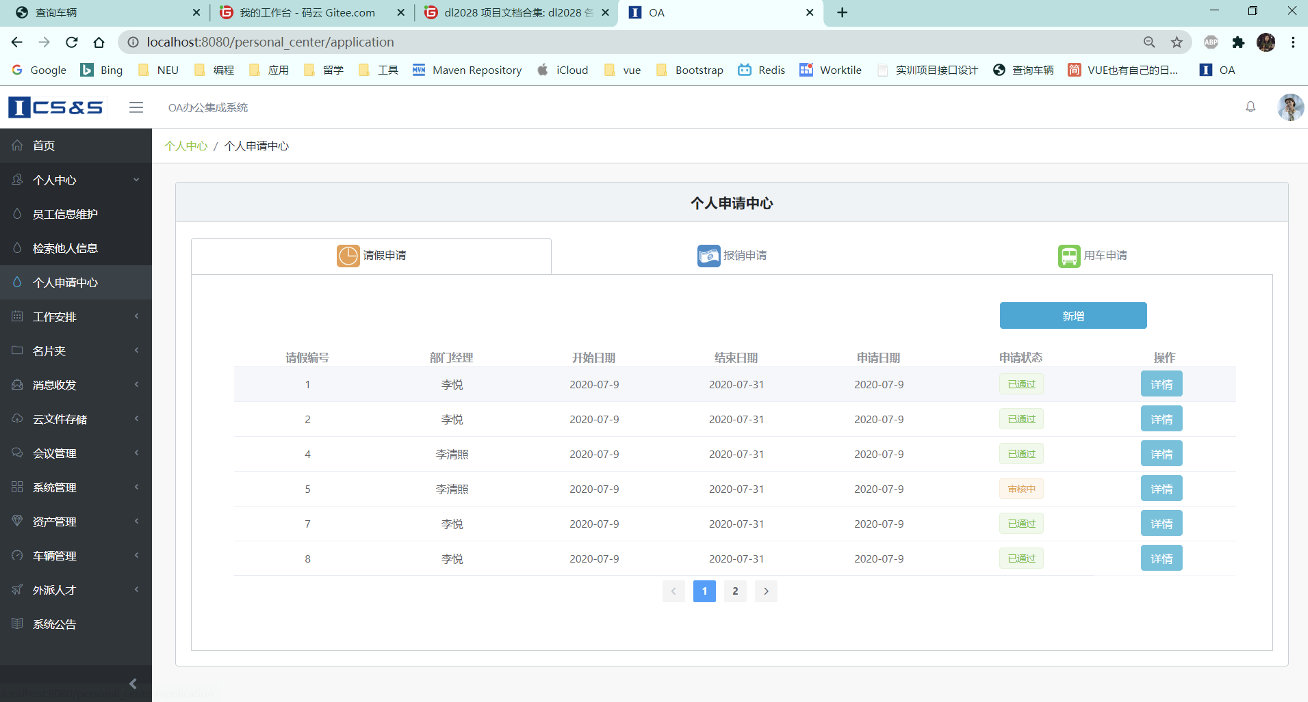 查询车辆
我的工作台 - 码云 Gitee.com
dl2028 项目文档合集: dl2028 
OA
localhost:8080/personal_center/application
ABP
Google
Bing
NEU
编程
应用
留学
工具
MVN Maven Repository
iCloud
vue
Bootstrap
Redis
Worktile
实训项目接口设计
查询车辆
简 VUE也有自己的日...
OA
ICS&S
OA办公集成系统
首页
个人中心
员工信息维护
检索他人信息
个人申请中心
工作安排
名片夹
消息收发
云文件存储
会议管理
系统管理
资产管理
车辆管理
外派人才
系统公告
个人中心 / 个人申请中心
个人申请中心
请假申请 报销申请 用车申请
新增
请假编号 部门经理 开始日期 结束日期 申请日期 申请状态 操作
1 李悦 2020-07-9 2020-07-31 2020-07-9 已通过 详情
2 李悦 2020-07-9 2020-07-31 2020-07-9 已通过 详情
4 李清照 2020-07-9 2020-07-31 2020-07-9 已通过 详情
5 李清照 2020-07-9 2020-07-31 2020-07-9 审核中 详情
7 李悦 2020-07-9 2020-07-31 2020-07-9 已通过 详情
8 李悦 2020-07-9 2020-07-31 2020-07-9 已通过 详情
1 2